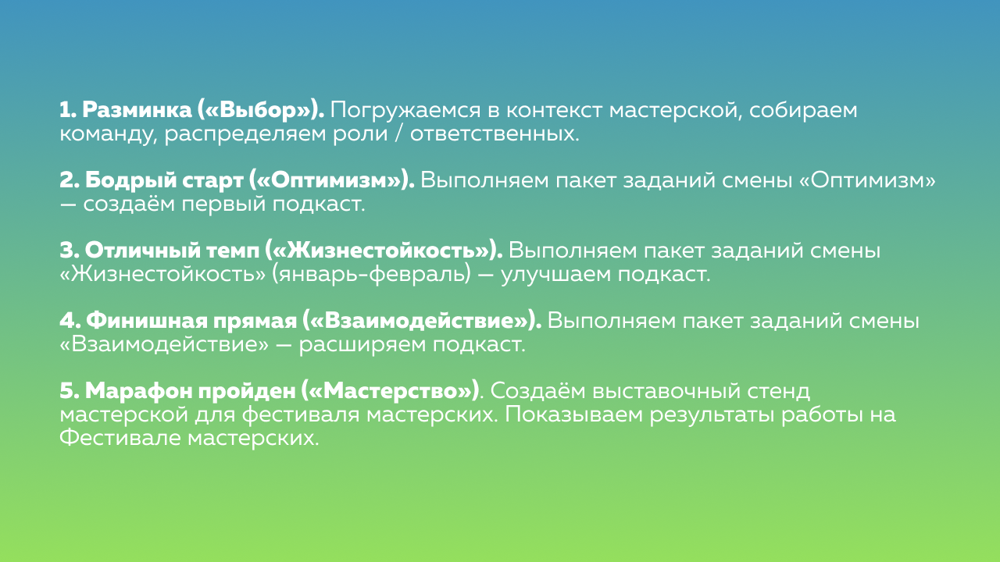 1. Разминка («Выбор»). Погружаемся в контекст мастерской, собираем
команду, распределяем роли / ответственных.
2. Бодрый старт («Оптимизм»). Выполняем пакет заданий смены «Оптимизм»
— создаём первый подкаст.
3. Отличный темп («Жизнестойкость»). Выполняем пакет заданий смены
«Жизнестойкость» (январь-февраль) — улучшаем подкаст.
4. Финишная прямая («Взаимодействие»). Выполняем пакет заданий смены
«Взаимодействие» — расширяем подкаст.
5. Марафон пройден («Мастерство»). Создаём выставочный стенд
мастерской для фестиваля мастерских. Показываем результаты работы на
Фестивале мастерских.